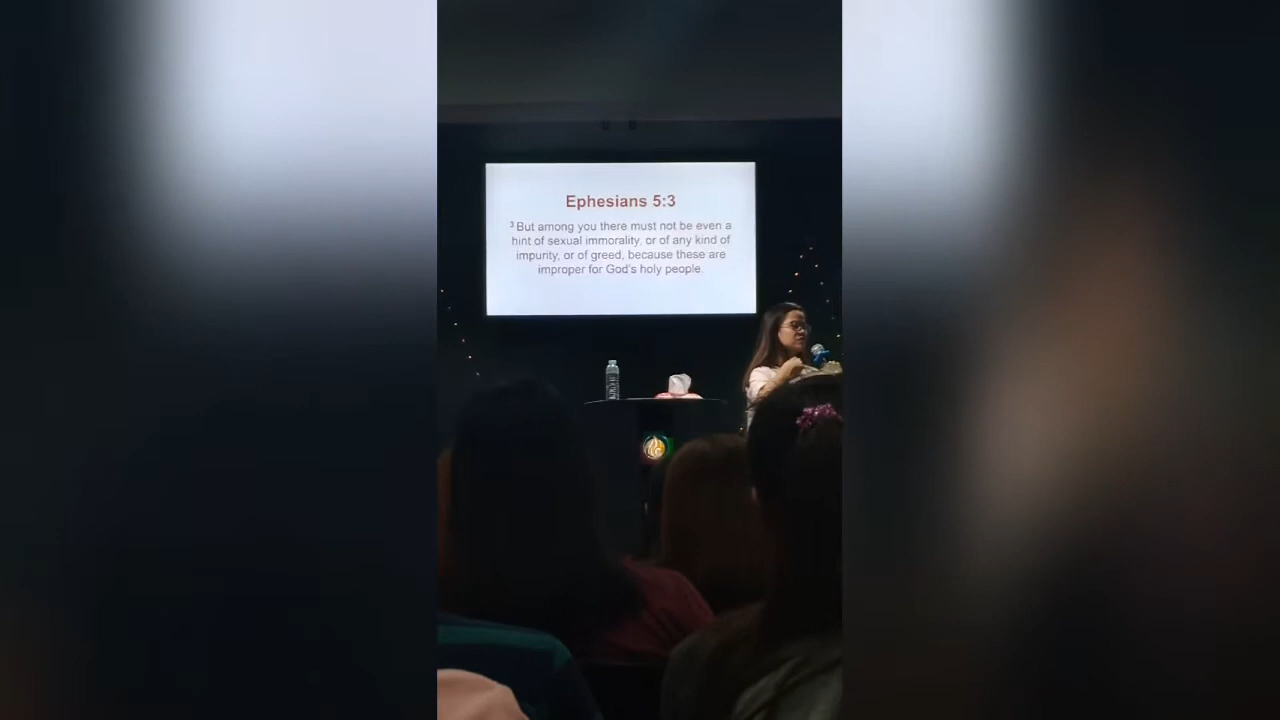 Ephesians 5:3
³ But among you there must not be even a
hint of sexual immorality, or of any kind of
impurity, or of greed, because these are
improper for God's holy people.